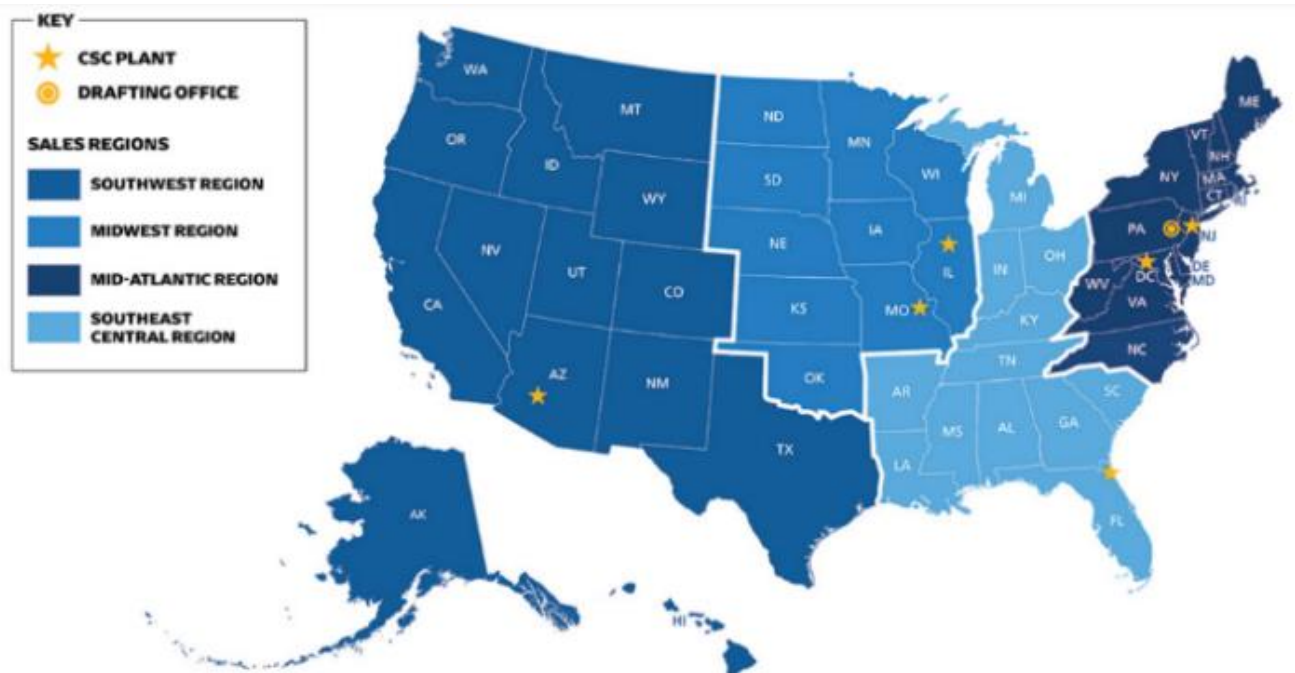 KEY
CSC PLANT
DRAFTING OFFICE
SALES REGIONS
SOUTHWEST REGION
MIDWEST REGION
MID-ATLANTIC REGION
SOUTHEAST
CENTRAL REGION
WA
MT
ND
MN
ME
VT
NH
OR
ID
SD
WI
NY
MA
CT
RI
WY
MI
IA
PA
NJ
NV
NE
IL
IN
OH
UT
DE
DC
MD
CO
WV
CA
KS
MO
VA
KY
NC
TN
AZ
NM
OK
AR
SC
MS
AL
GA
TX
LA
AK
FL
HI